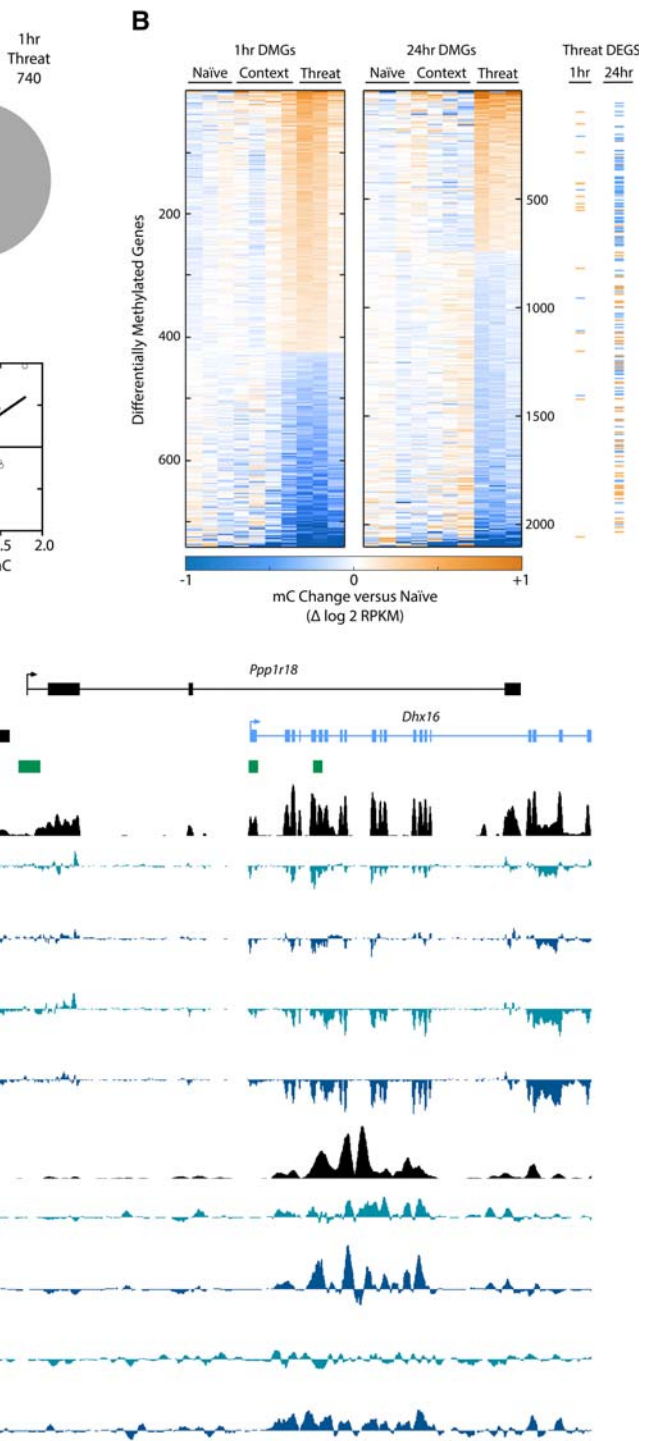 B
1hr
Threat
740
1hr DMGs
24hr DMGs
Threat DEGS
Naïve
Context
Threat
Naïve
Context
Threat
1hr
24hr
Differentially Methylated Genes
200
400
600
500
1000
1500
2000
-1
0
+1
mC Change versus Naïve
(Δ log 2 RPKM)
.5
2.0
Ppp1r18
Dhx16